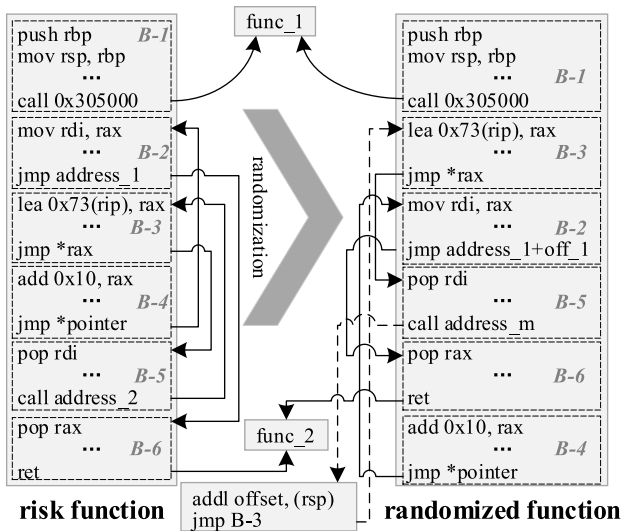 func_1
push rbp
B-1
mov rsp, rbp
...
call 0x305000
mov rdi, rax
...
B-2
jmp address_1
lea 0x73(rip), rax
...
B-3
jmp *rax
add 0x10, rax
...
B-4
jmp *pointer
pop rdi
...
B-5
call address_2
pop rax
...
B-6
ret
risk function
randomization
func_2
addl offset, (rsp)
jmp B-3
push rbp
mov rsp, rbp
...
B-1
call 0x305000
lea 0x73(rip), rax
...
B-3
jmp *rax
mov rdi, rax
...
B-2
jmp address_1+off_1
pop rdi
...
B-5
call address_m
pop rax
...
B-6
ret
add 0x10, rax
...
B-4
jmp *pointer
randomized function